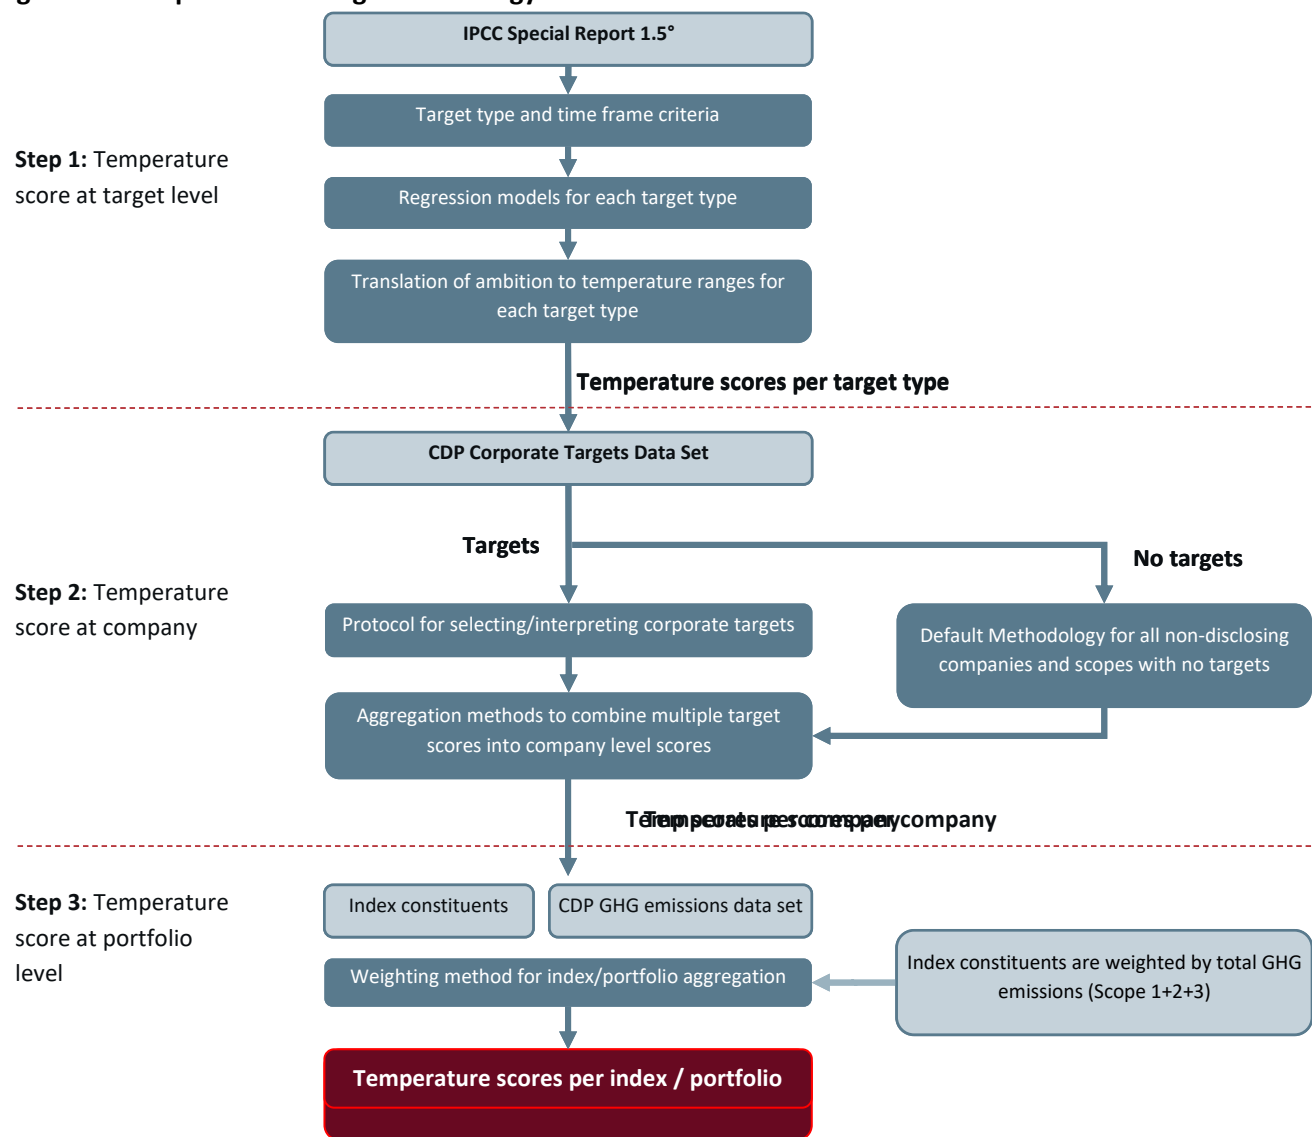 IPCC Special Report 1.5°
Target type and time frame criteria
Step 1: Temperature
score at target level
Regression models for each target type
Translation of ambition to temperature ranges for
each target type
Temperature scores per target type
CDP Corporate Targets Data Set
Targets
No targets
Step 2: Temperature
score at company
Protocol for selecting/interpreting corporate targets
Default Methodology for all non-disclosing
companies and scopes with no targets
Aggregation methods to combine multiple target
scores into company level scores
Temperature scores per company
Step 3: Temperature
score at portfolio
level
Index constituents
CDP GHG emissions data set
Weighting method for index/portfolio aggregation
Index constituents are weighted by total GHG
emissions (Scope 1+2+3)
Temperature scores per index / portfolio